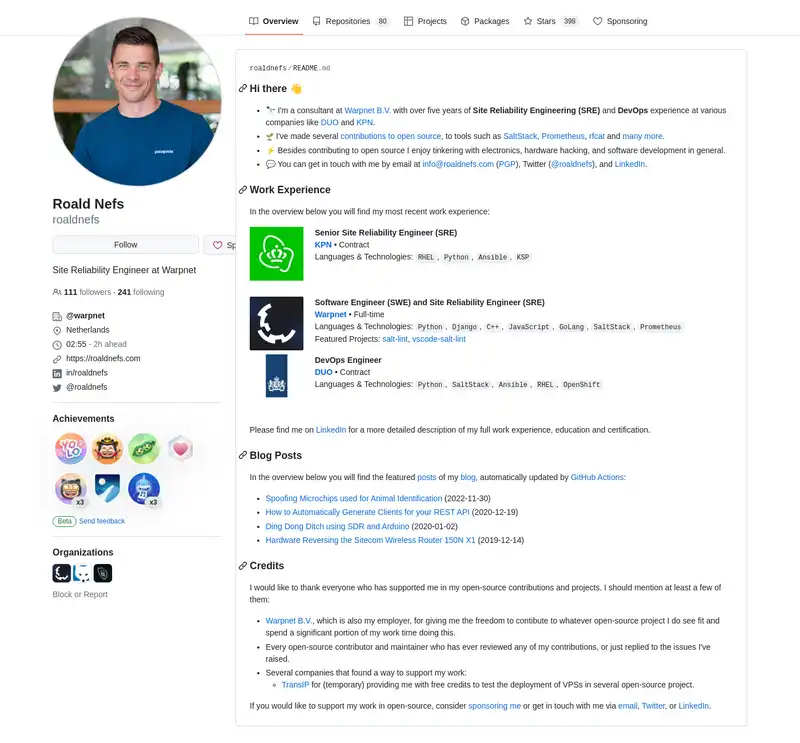 Overview
Repositories 80
Projects
Packages
Stars 398
Sponsoring
patagonia
Roald Nefs
roaldnefs
Follow
Sp
Site Reliability Engineer at Warpnet
111 followers · 241 following
@warpnet
Netherlands
02:55 - 2h ahead
https://roaldnefs.com
in/roaldnefs
@roaldnefs
Achievements
YO
LO
x3
x3
Beta Send feedback
Organizations
Block or Report
roaldnefs/README.md
Hi there 👋
• 🔭 I'm a consultant at Warpnet B.V. with over five years of Site Reliability Engineering (SRE) and DevOps experience at various
companies like DUO and KPN.
• 🌱 I've made several contributions to open source, to tools such as SaltStack, Prometheus, rfcat and many more.
• ⚡ Besides contributing to open source I enjoy tinkering with electronics, hardware hacking, and software development in general.
• 💬 You can get in touch with me by email at info@roaldnefs.com (PGP), Twitter (@roaldnefs), and LinkedIn.
Work Experience
In the overview below you will find my most recent work experience:
Senior Site Reliability Engineer (SRE)
KPN • Contract
Languages & Technologies: RHEL, Python, Ansible, KSP
Software Engineer (SWE) and Site Reliability Engineer (SRE)
Warpnet • Full-time
Languages & Technologies: Python, Django, C++, JavaScript, GoLang, SaltStack, Prometheus
Featured Projects: salt-lint, vscode-salt-lint
DevOps Engineer
DUO • Contract
Languages & Technologies: Python, SaltStack, Ansible, RHEL, OpenShift
Please find me on LinkedIn for a more detailed description of my full work experience, education and certification.
Blog Posts
In the overview below you will find the featured posts of my blog, automatically updated by GitHub Actions:
• Spoofing Microchips used for Animal Identification (2022-11-30)
• How to Automatically Generate Clients for your REST API (2020-12-19)
• Ding Dong Ditch using SDR and Arduino (2020-01-02)
• Hardware Reversing the Sitecom Wireless Router 150N X1 (2019-12-14)
Credits
I would like to thank everyone who has supported me in my open-source contributions and projects. I should mention at least a few of
them:
• Warpnet B.V., which is also my employer, for giving me the freedom to contibute to whatever open-source project I do see fit and
spend a significant portion of my work time doing this.
• Every open-source contributor and maintainer who has ever reviewed any of my contributions, or just replied to the issues I've
raised.
• Several companies that found a way to support my work:
◦ TransIP for (temporary) providing me with free credits to test the deployment of VPSs in several open-source project.
If you would like to support my work in open-source, consider sponsoring me or get in touch with me via email, Twitter, or LinkedIn.